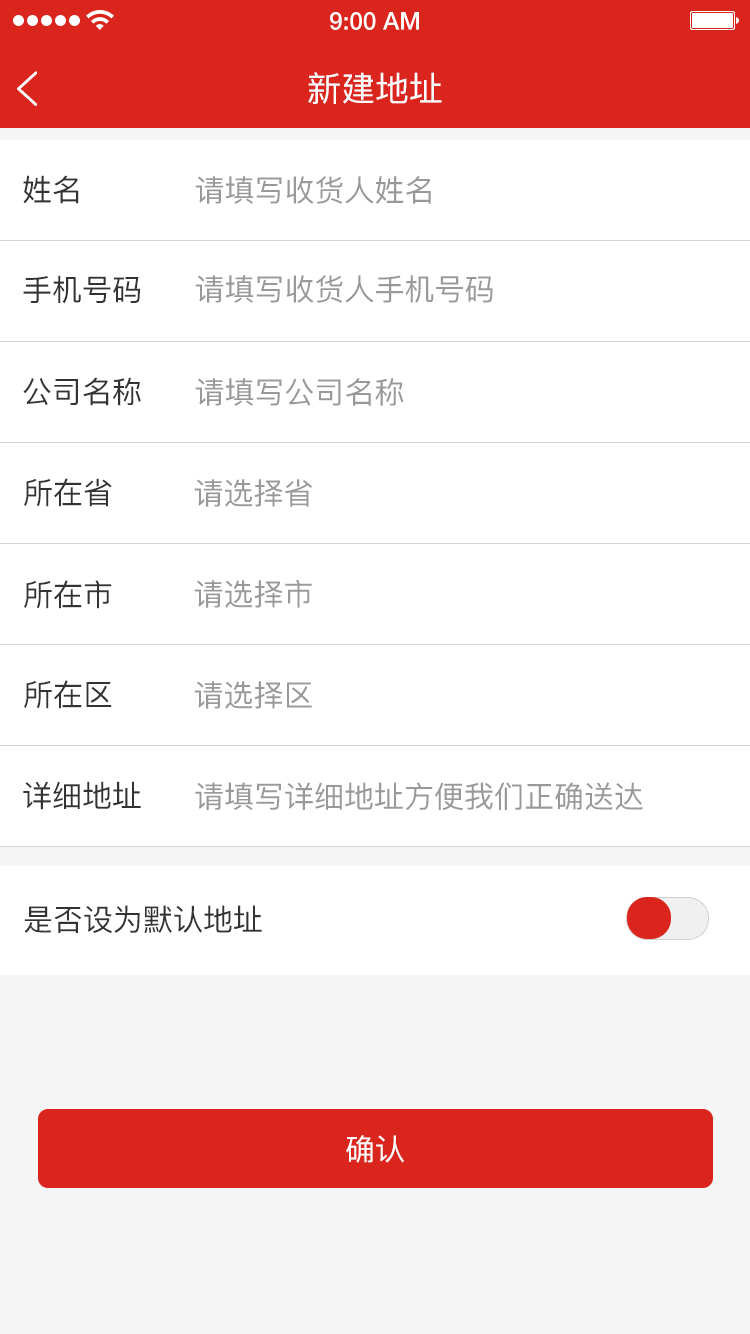 9:00 AM
新建地址
姓名 请填写收货人姓名
手机号码 请填写收货人手机号码
公司名称 请填写公司名称
所在省 请选择省
所在市 请选择市
所在区 请选择区
详细地址 请填写详细地址方便我们正确送达
是否设为默认地址
确认